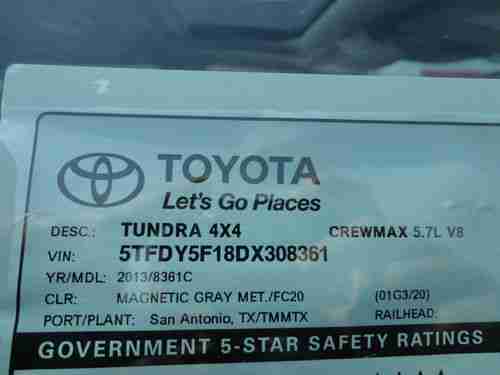 TOYOTA
Let's Go Places
DESC.: TUNDRA 4X4 CREWMAX 5.7L V8
VIN: 5TFDY5F18DX308361
YR/MDL: 2013/8361C
CLR: MAGNETIC GRAY MET./FC20 (01G3/20)
PORT/PLANT: San Antonio, TX/TMMTX RAILHEAD:
GOVERNMENT 5-STAR SAFETY RATINGS